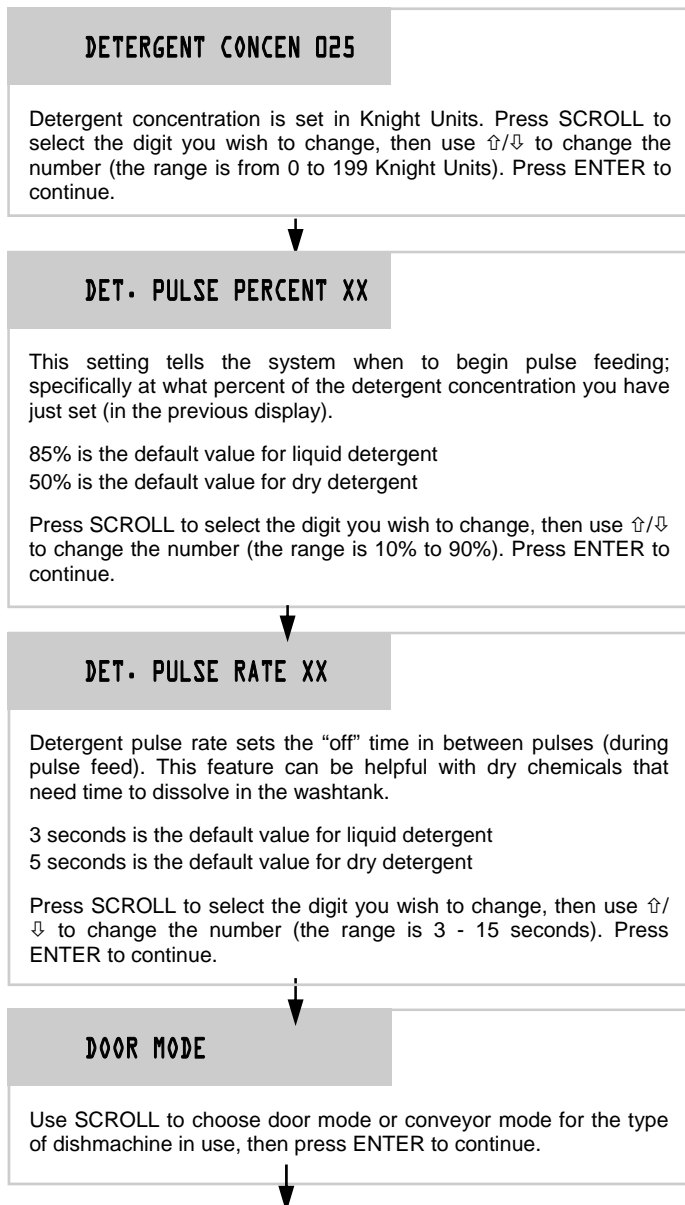 DETERGENT CONCEN 025
Detergent concentration is set in Knight Units. Press SCROLL to
select the digit you wish to change, then use ⇧/⇩ to change the
number (the range is from 0 to 199 Knight Units). Press ENTER to
continue.
DET. PULSE PERCENT XX
This setting tells the system when to begin pulse feeding;
specifically at what percent of the detergent concentration you have
just set (in the previous display).
85% is the default value for liquid detergent
50% is the default value for dry detergent
Press SCROLL to select the digit you wish to change, then use ⇧/⇩
to change the number (the range is 10% to 90%). Press ENTER to
continue.
DET. PULSE RATE XX
Detergent pulse rate sets the “off” time in between pulses (during
pulse feed). This feature can be helpful with dry chemicals that
need time to dissolve in the washtank.
3 seconds is the default value for liquid detergent
5 seconds is the default value for dry detergent
Press SCROLL to select the digit you wish to change, then use ⇧/
⇩ to change the number (the range is 3 - 15 seconds). Press
ENTER to continue.
DOOR MODE
Use SCROLL to choose door mode or conveyor mode for the type
of dishmachine in use, then press ENTER to continue.